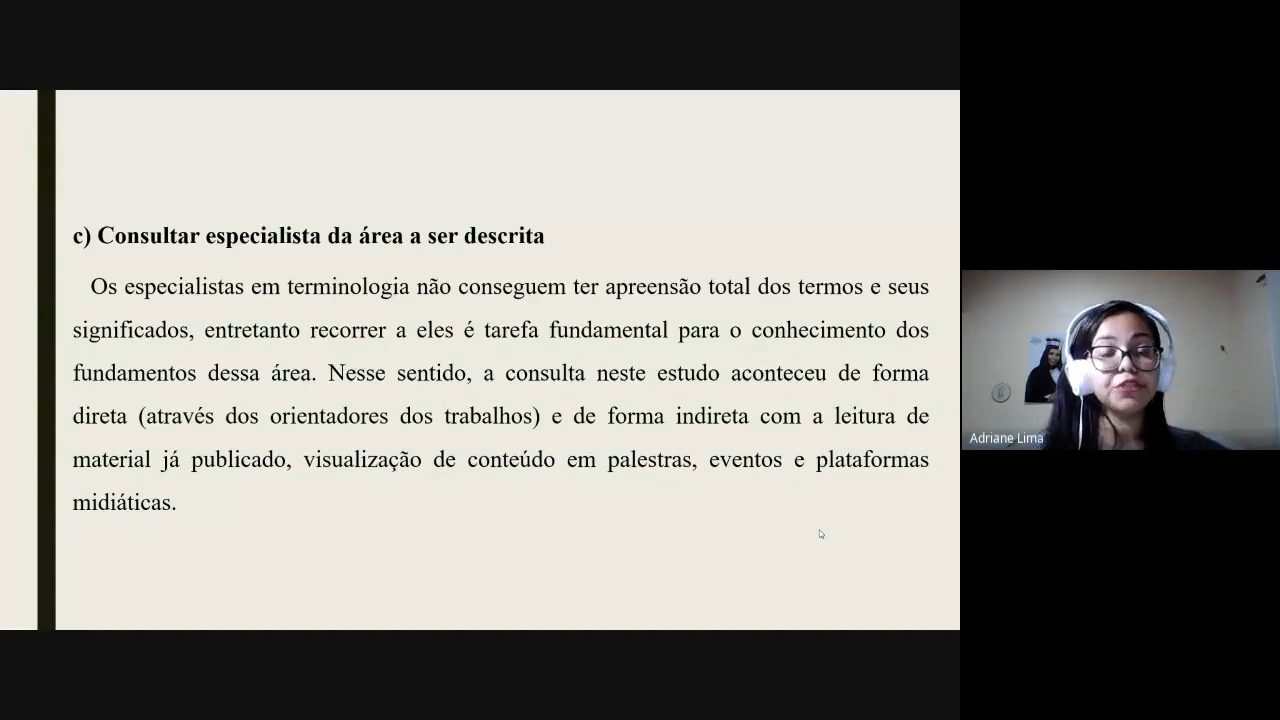 c) Consultar especialista da área a ser descrita
Os especialistas em terminologia não conseguem ter apreensão total dos termos e seus
significados, entretanto recorrer a eles é tarefa fundamental para o conhecimento dos
fundamentos dessa área. Nesse sentido, a consulta neste estudo aconteceu de forma
direta (através dos orientadores dos trabalhos) e de forma indireta com a leitura de
material já publicado, visualização de conteúdo em palestras, eventos e plataformas
midiáticas.
Adriane Lima